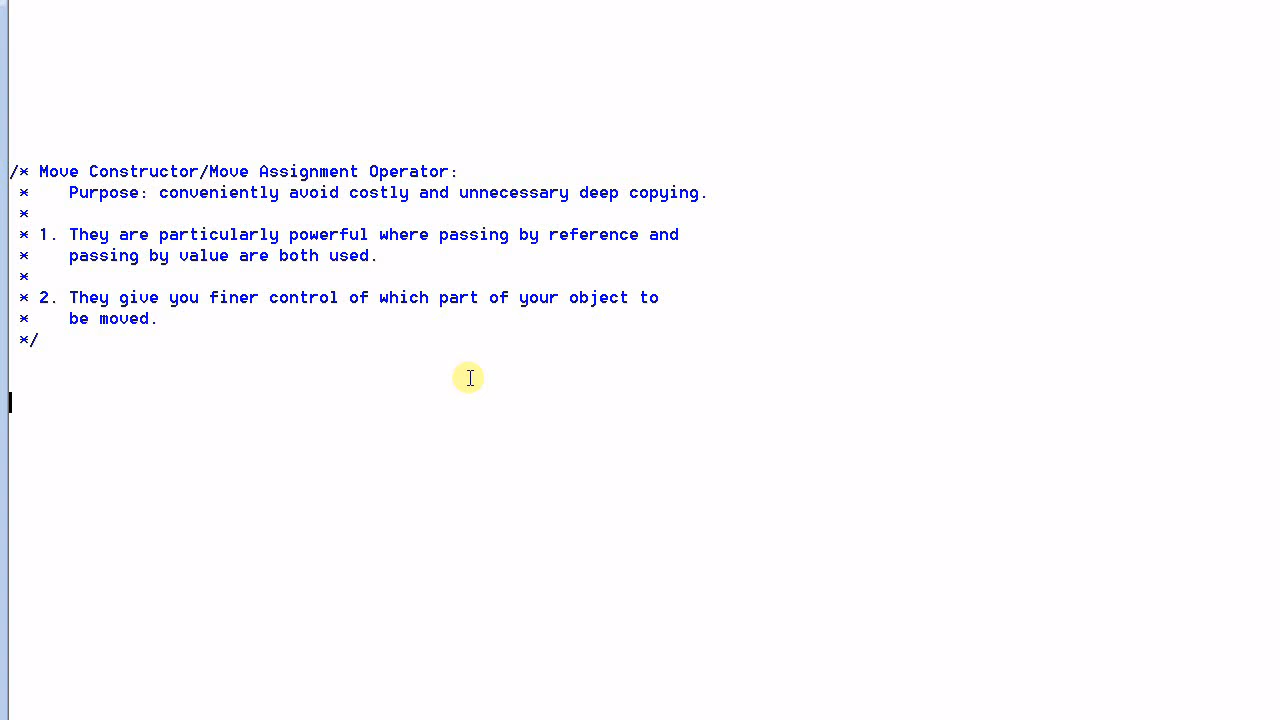 /* Move Constructor/Move Assignment Operator:
 *    Purpose: conveniently avoid costly and unnecessary deep copying.
 *
 * 1. They are particularly powerful where passing by reference and
 *    passing by value are both used.
 *
 * 2. They give you finer control of which part of your object to
 *    be moved.
 */